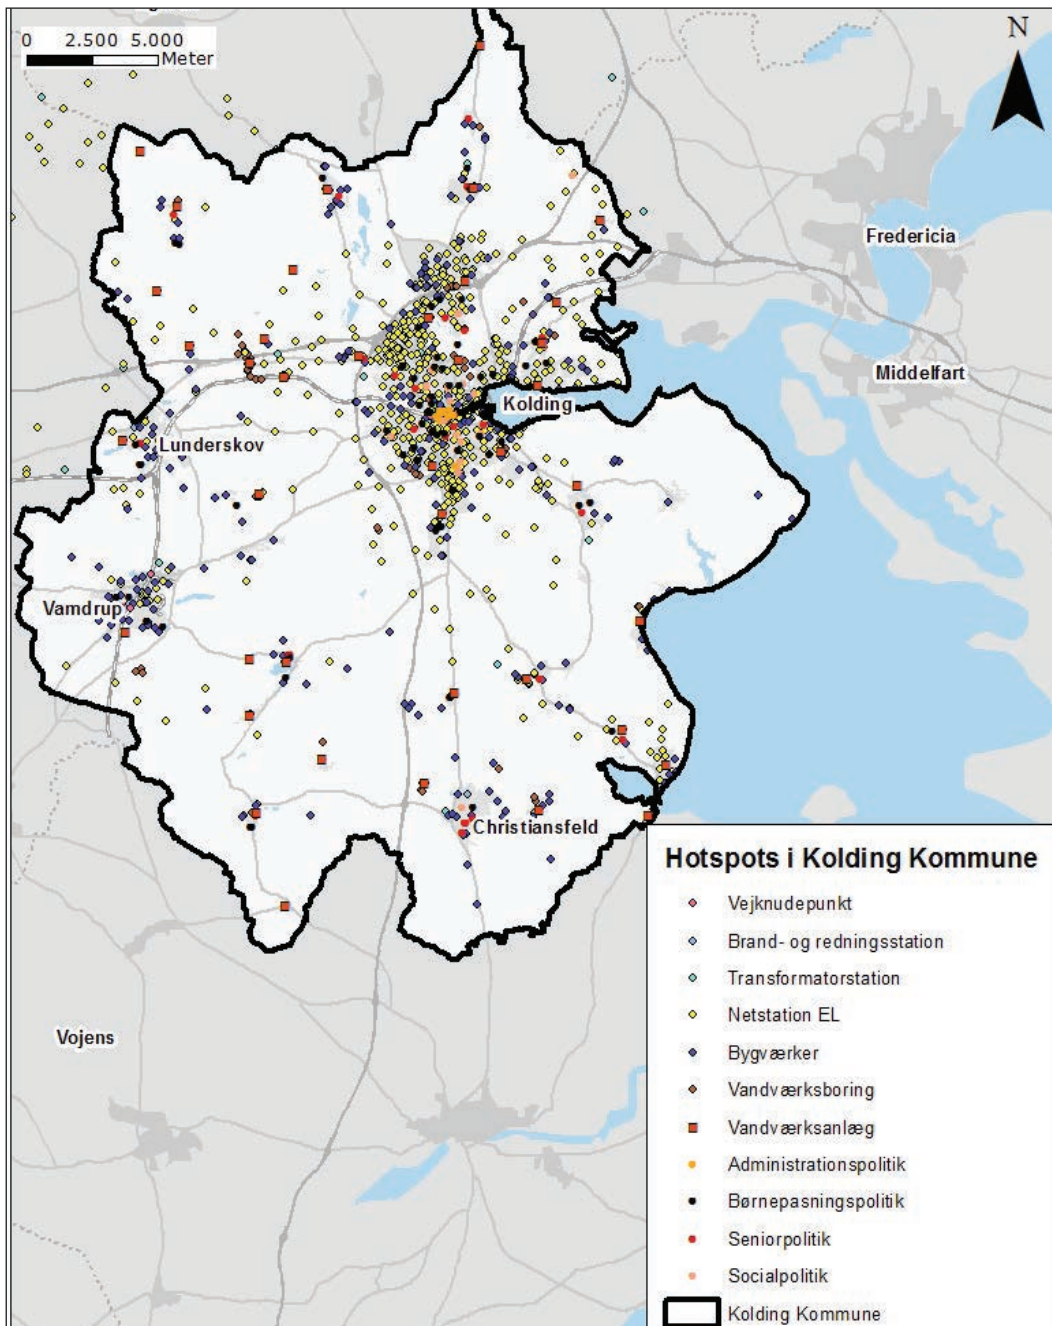 0 2.500 5.000
Meter
N
Fredericia
Middelfart
Kolding
Lunderskov
Vamdrup
Christiansfeld
Vojens
Hotspots i Kolding Kommune
Vejknudepunkt
Brand- og redningsstation
Transformatorstation
Netstation EL
Bygværker
Vandværksboring
Vandværksanlæg
Administrationspolitik
Børnepasningspolitik
Seniorpolitik
Socialpolitik
Kolding Kommune